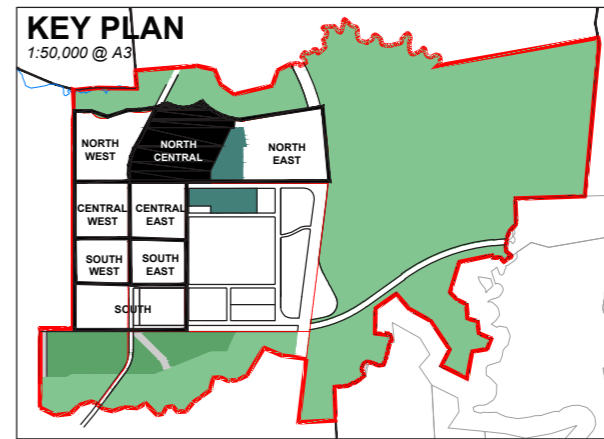 KEY PLAN
1:50,000 @ A3
NORTH
WEST
NORTH
CENTRAL
NORTH
EAST
CENTRAL
WEST
CENTRAL
EAST
SOUTH
WEST
SOUTH
EAST
SOUTH